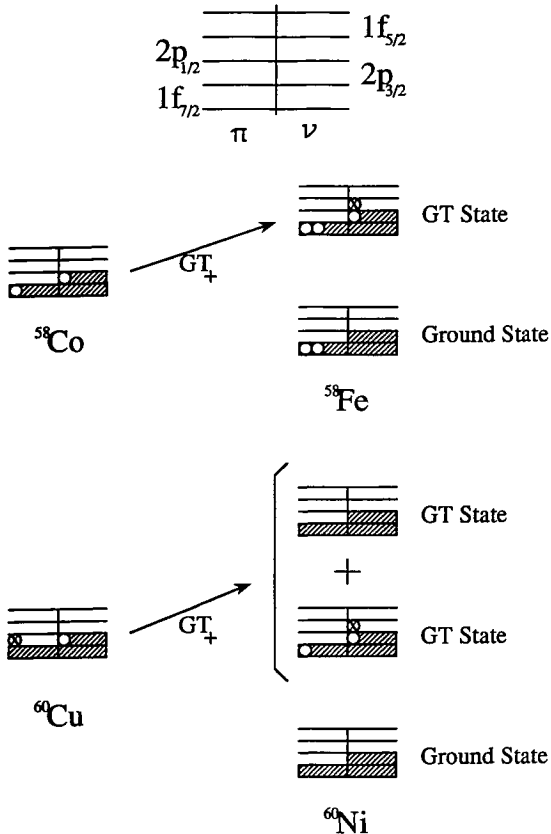 1f5/2
2p1/2
2p3/2
1f7/2
π ν
GT State
GT+
58Co
Ground State
58Fe
GT State
+
GT+
GT State
60Cu
Ground State
60Ni